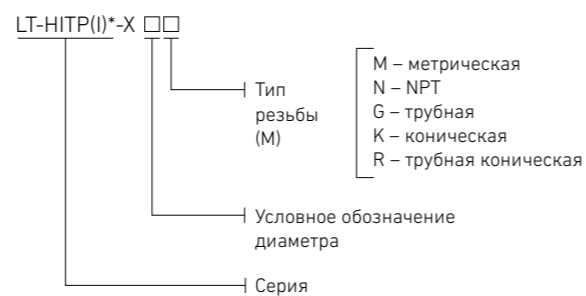 LT-HITP(I)*-X □□
Тип
резьбы
(М)
М – метрическая
N – NPT
G – трубная
К – коническая
R – трубная коническая
Условное обозначение
диаметра
Серия